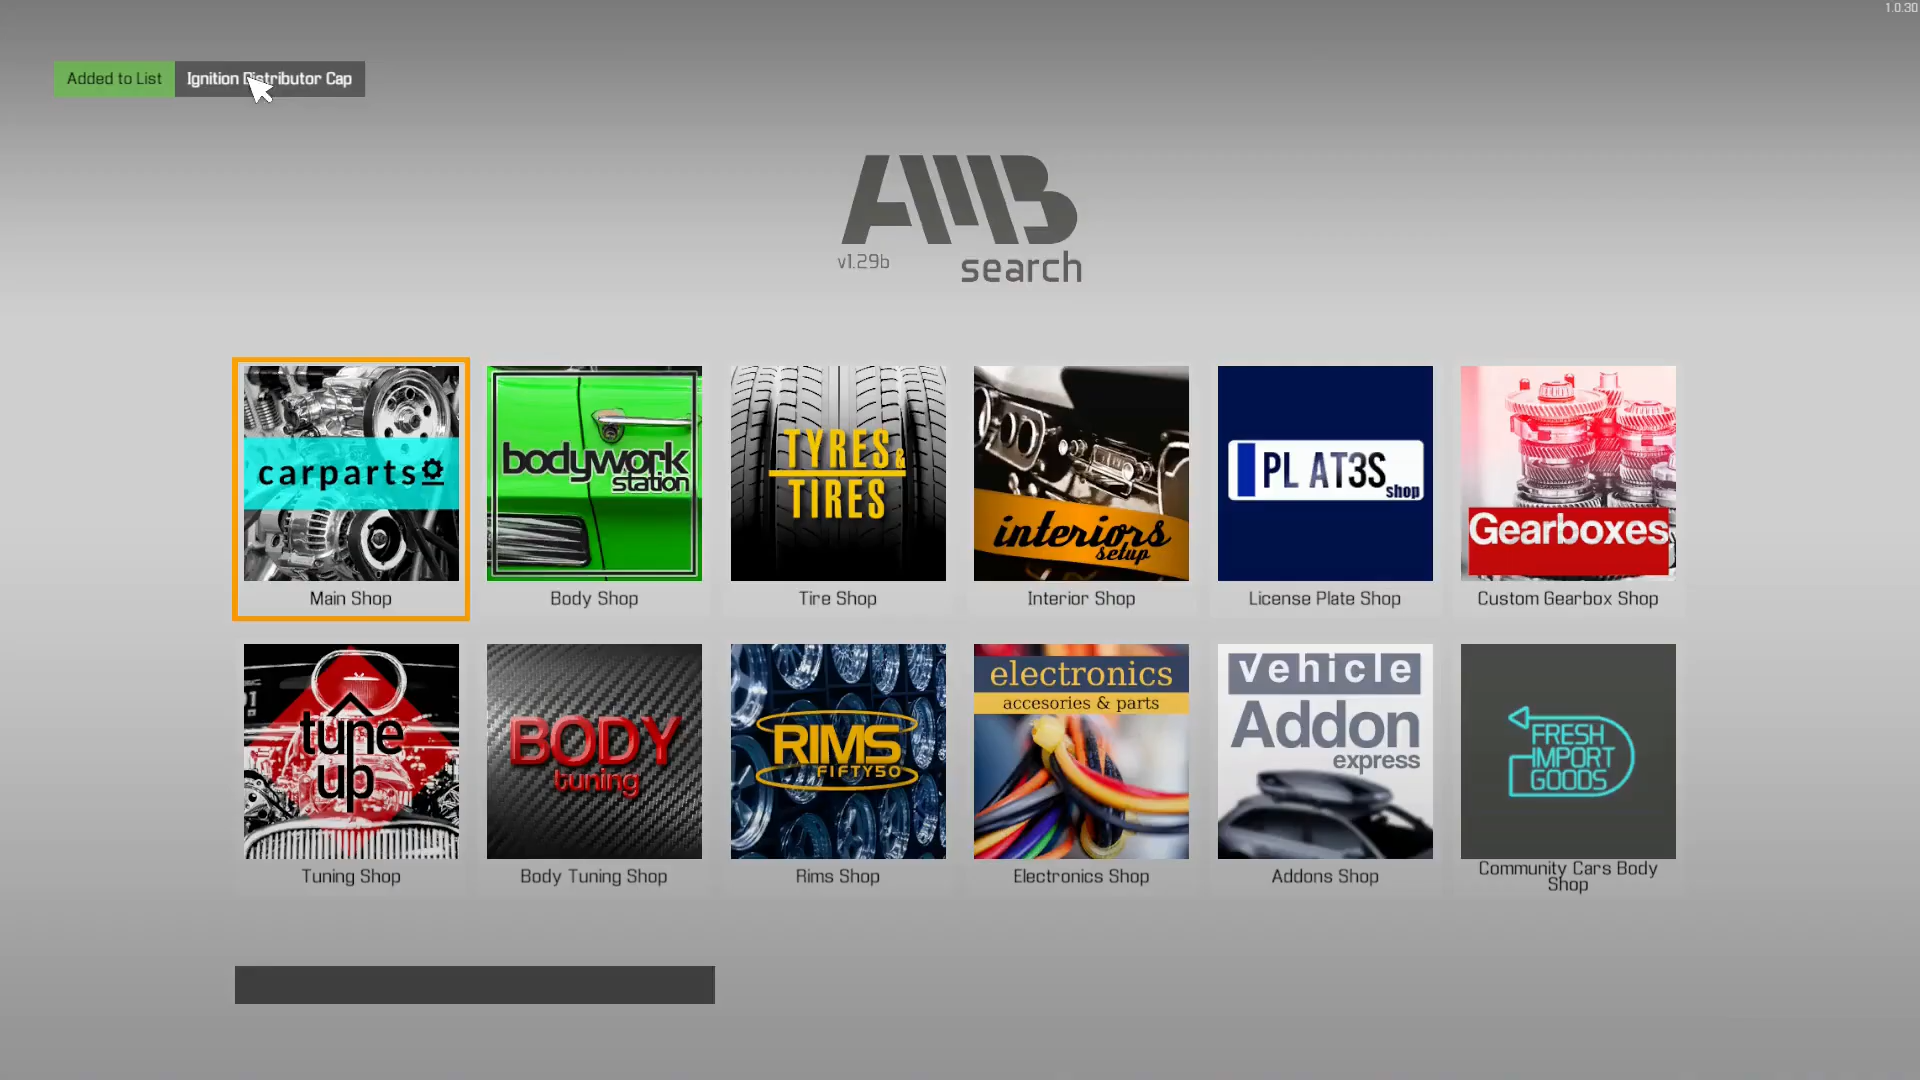 1.0.30
Added to List
Ignition Distributor Cap
AMB
v1.29b
search
carparts
bodywork
station
TYRES &
TIRES
interiors
setup
PL AT3S
shop
Gearboxes
Main Shop
Body Shop
Tire Shop
Interior Shop
License Plate Shop
Custom Gearbox Shop
tune
up
BODY
tuning
RIMS
FIFTY50
electronics
accesories & parts
vehicle
Addon
express
FRESH
IMPORT
GOODS
Tuning Shop
Body Tuning Shop
Rims Shop
Electronics Shop
Addons Shop
Community Cars Body
Shop